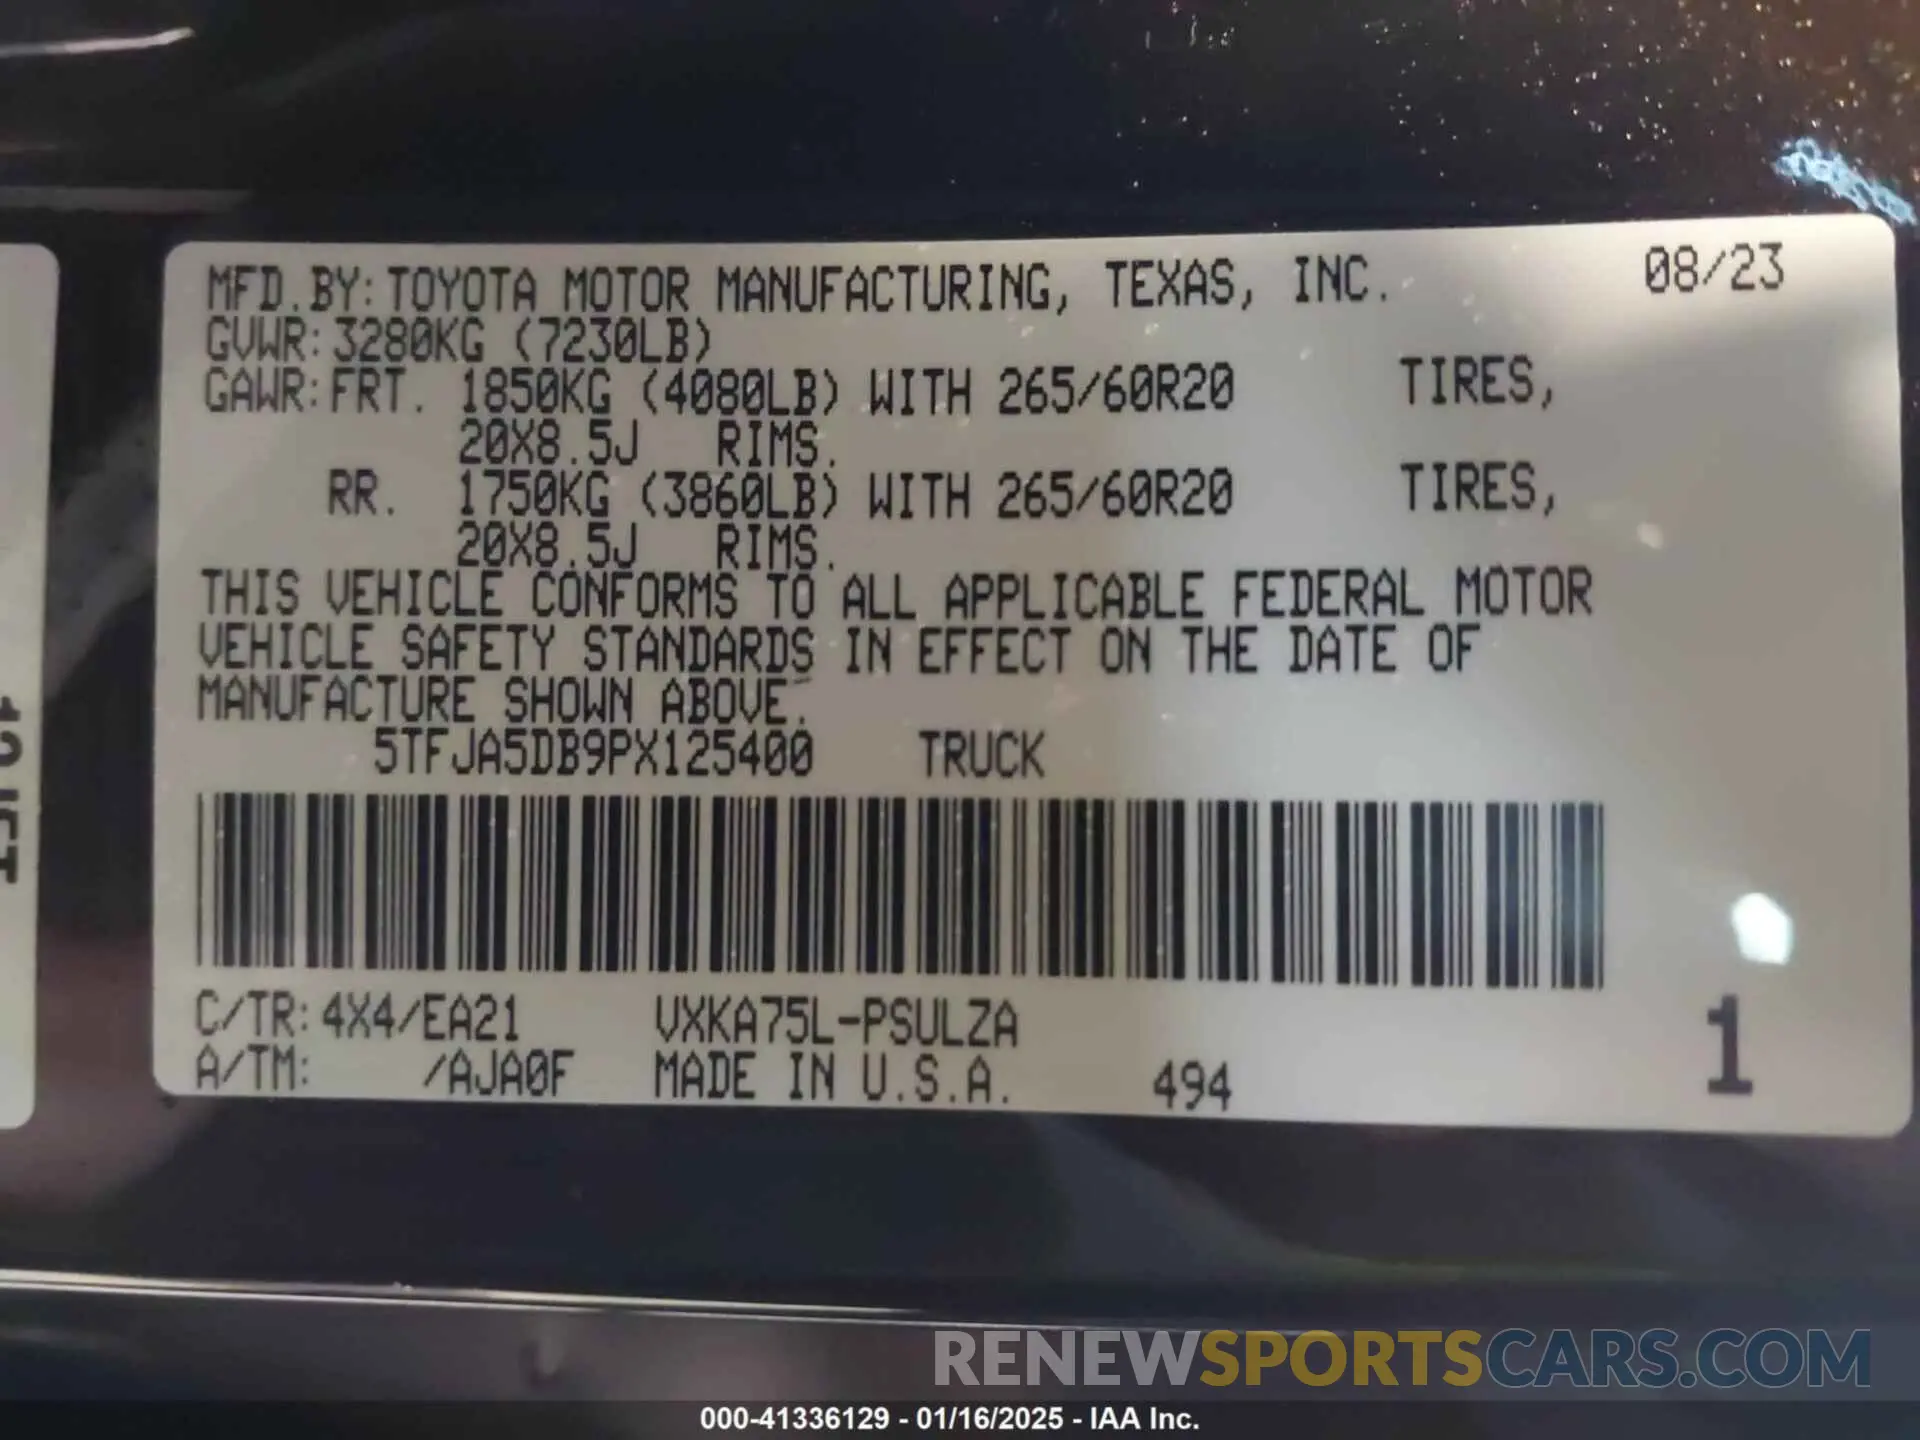 MFD.BY:TOYOTA MOTOR MANUFACTURING, TEXAS, INC. 08/23
GVWR:3280KG (7230LB)
GAWR:FRT. 1850KG (4080LB) WITH 265/60R20 TIRES,
20X8.5J RIMS.
RR. 1750KG (3860LB) WITH 265/60R20 TIRES,
20X8.5J RIMS.
THIS VEHICLE CONFORMS TO ALL APPLICABLE FEDERAL MOTOR
VEHICLE SAFETY STANDARDS IN EFFECT ON THE DATE OF
MANUFACTURE SHOWN ABOVE.
5TFJA5DB9PX125400 TRUCK
C/TR:4X4/EA21 VXKA75L-PSULZA 1
A/TM: /AJA0F MADE IN U.S.A. 494
RENEWSPORTSCARS.COM
000-41336129 - 01/16/2025 - IAA Inc.